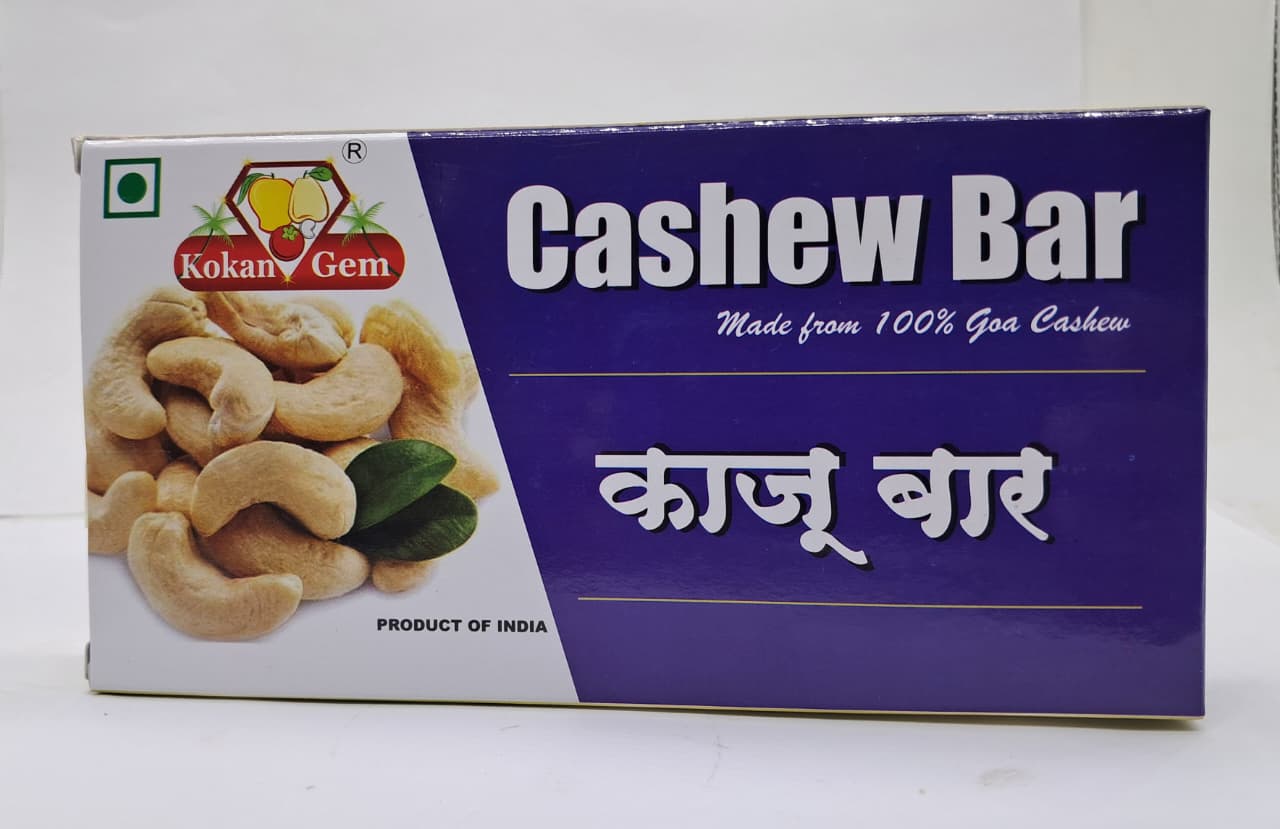 ®
Kokan Gem
Cashew Bar
Made from 100% Goa Cashew
काजू बार
PRODUCT OF INDIA